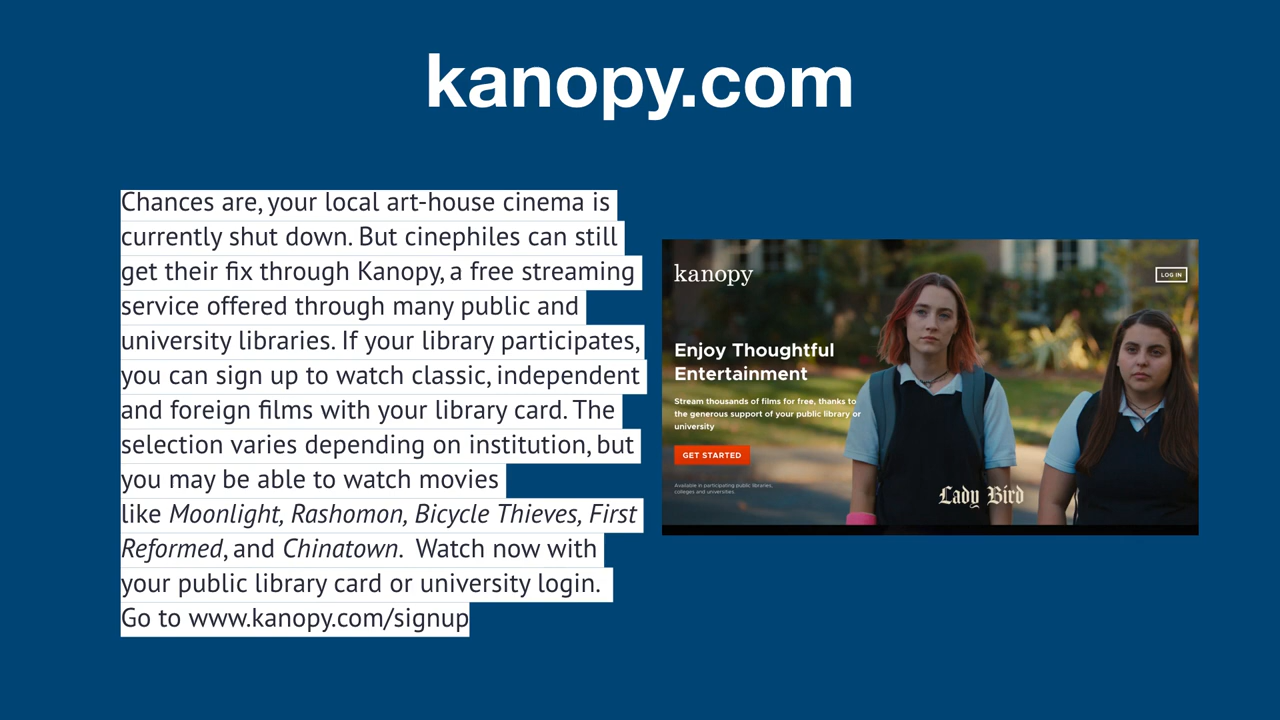 kanopy.com
Chances are, your local art-house cinema is
currently shut down. But cinephiles can still
get their fix through Kanopy, a free streaming
service offered through many public and
university libraries. If your library participates,
you can sign up to watch classic, independent
and foreign films with your library card. The
selection varies depending on institution, but
you may be able to watch movies
like Moonlight, Rashomon, Bicycle Thieves, First
Reformed, and Chinatown.  Watch now with
your public library card or university login.
Go to www.kanopy.com/signup
kanopy
LOG IN
Enjoy Thoughtful
Entertainment
Stream thousands of films for free, thanks to
the generous support of your public library or
university
GET STARTED
Available in participating public libraries,
colleges and universities.
Lady Bird